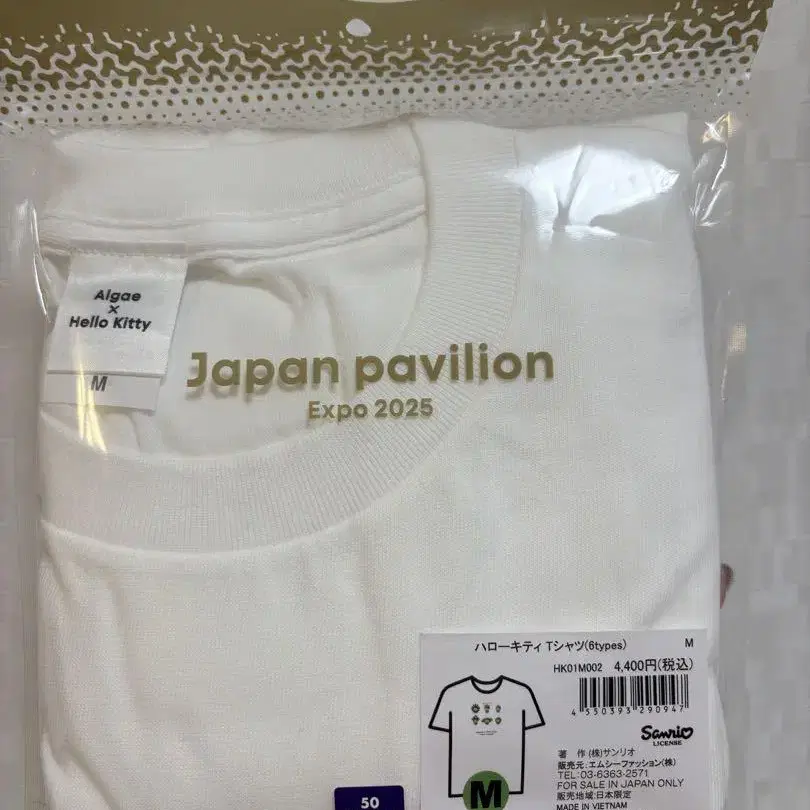 Algae
×
Hello Kitty
M
Japan pavilion
Expo 2025
ハローキティ Tシャツ(6types) M
HK01M002 4,400円(税込)
4 550393 290947
Sanrio
LICENSE
著 作 (株)サンリオ
販売元:エムシーファッション(株)
TEL:03-6363-2571
FOR SALE IN JAPAN ONLY
販売地域:日本限定
MADE IN VIETNAM
M
50